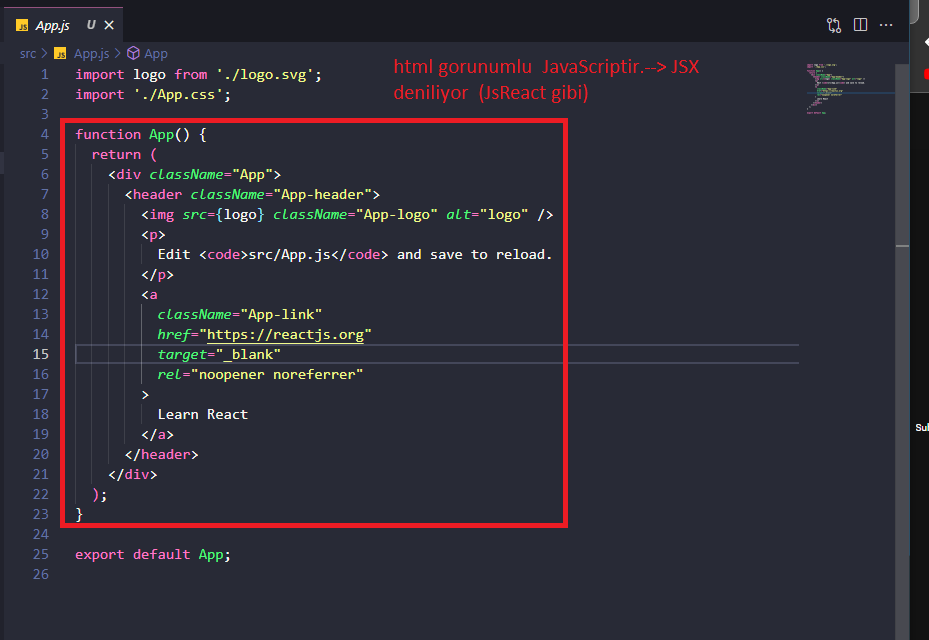 App.js U
src > App.js > App
html gorunumlu JavaScriptir.--> JSX
deniliyor (JsReact gibi)
1 import logo from './logo.svg';
2 import './App.css';
3
4 function App() {
5 return (
6 <div className="App">
7 <header className="App-header">
8 <img src={logo} className="App-logo" alt="logo" />
9 <p>
10 Edit <code>src/App.js</code> and save to reload.
11 </p>
12 <a
13 className="App-link"
14 href="https://reactjs.org"
15 target="_blank"
16 rel="noopener noreferrer"
17 >
18 Learn React
19 </a>
20 </header>
21 </div>
22 );
23 }
24
25 export default App;
26